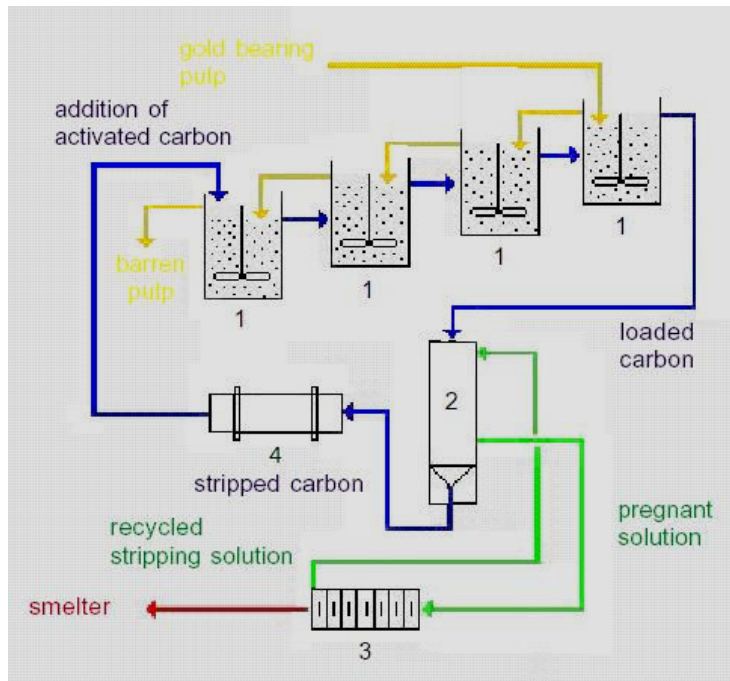 gold bearing
pulp
addition of
activated carbon
1
1
1
1
barren
pulp
loaded
carbon
2
4
stripped carbon
pregnant
solution
recycled
stripping solution
smelter
3